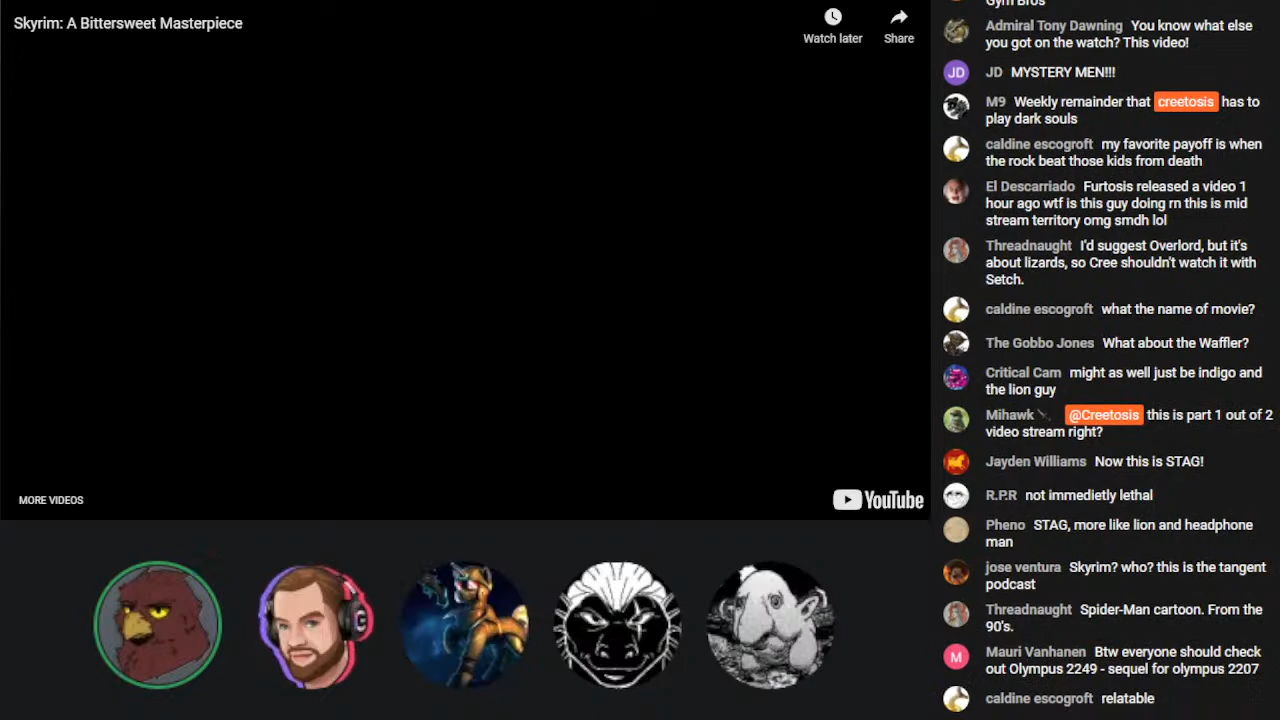 Skyrim: A Bittersweet Masterpiece
Watch later
Share
MORE VIDEOS
YouTube
Gym Bros
Admiral Tony Dawning You know what else
you got on the watch? This video!
JD JD MYSTERY MEN!!!
M9 Weekly remainder that creetosis has to
play dark souls
caldine escogroft my favorite payoff is when
the rock beat those kids from death
El Descarriado Furtosis released a video 1
hour ago wtf is this guy doing rn this is mid
stream territory omg smdh lol
Threadnaught I'd suggest Overlord, but it's
about lizards, so Cree shouldn't watch it with
Setch.
caldine escogroft what the name of movie?
The Gobbo Jones What about the Waffler?
Critical Cam might as well just be indigo and
the lion guy
Mihawk @Creetosis this is part 1 out of 2
video stream right?
Jayden Williams Now this is STAG!
R.P.R not immedietly lethal
Pheno STAG, more like lion and headphone
man
jose ventura Skyrim? who? this is the tangent
podcast
Threadnaught Spider-Man cartoon. From the
90's.
M Mauri Vanhanen Btw everyone should check
out Olympus 2249 - sequel for olympus 2207
caldine escogroft relatable